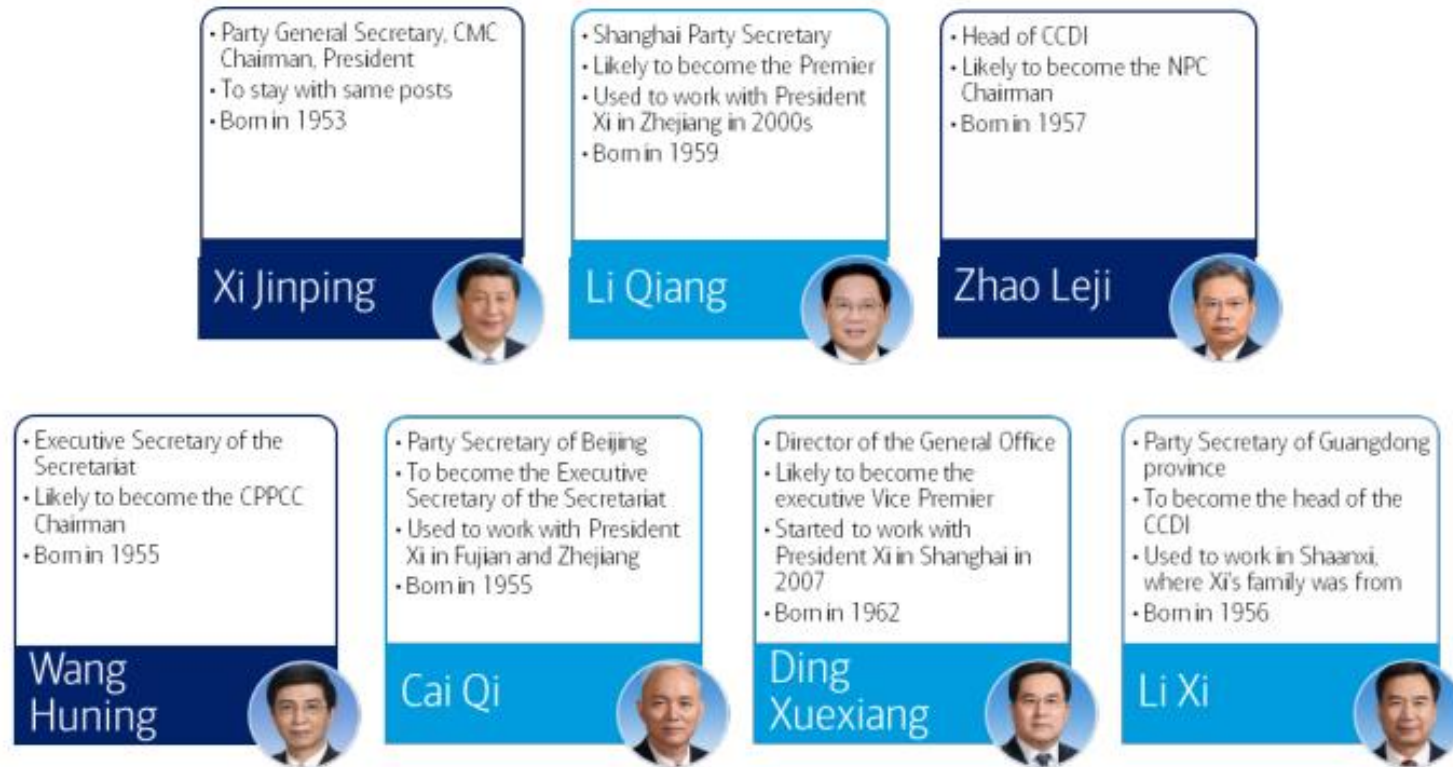 • Party General Secretary, CMC
Chairman, President
• To stay with same posts
• Born in 1953
Xi Jinping
• Shanghai Party Secretary
• Likely to become the Premier
• Used to work with President
Xi in Zhejiang in 2000s
• Born in 1959
Li Qiang
• Head of CCDI
• Likely to become the NPC
Chairman
• Born in 1957
Zhao Leji
• Executive Secretary of the
Secretariat
• Likely to become the CPPCC
Chairman
• Born in 1955
Wang
Huning
• Party Secretary of Beijing
• To become the Executive
Secretary of the Secretariat
• Used to work with President
Xi in Fujian and Zhejiang
• Born in 1955
Cai Qi
• Director of the General Office
• Likely to become the
executive Vice Premier
• Started to work with
President Xi in Shanghai in
2007
• Born in 1962
Ding
Xuexiang
• Party Secretary of Guangdong
province
• To become the head of the
CCDI
• Used to work in Shaanxi,
where Xi's family was from
• Born in 1956
Li Xi